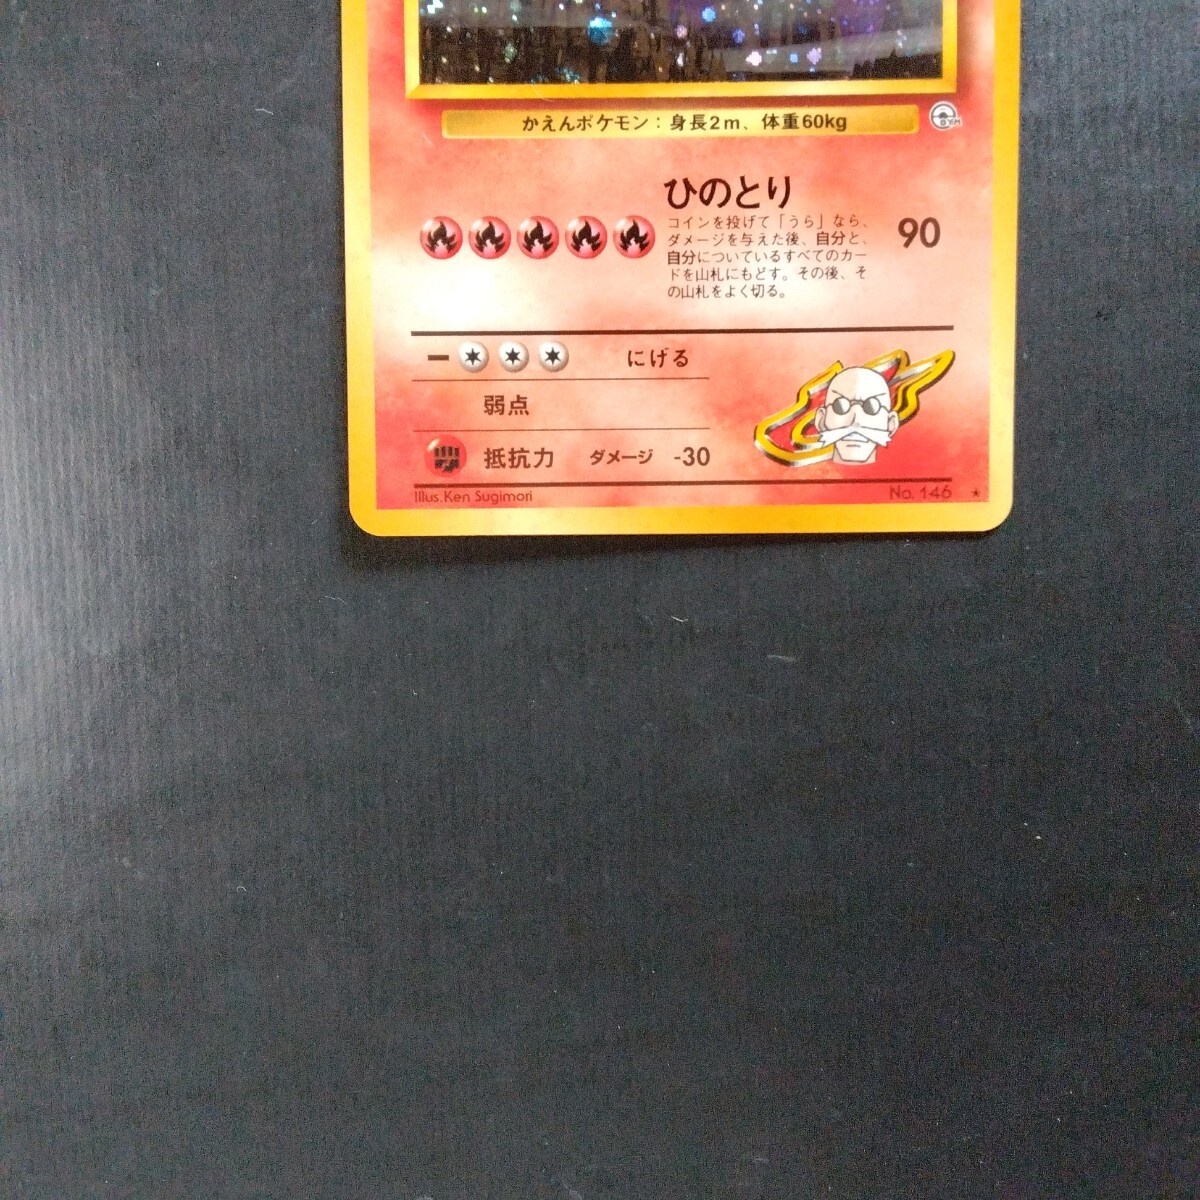 かえんポケモン：身長2m、体重60kg
GYM
ひのとり
コインを投げて「うら」なら、
ダメージを与えた後、自分と、
自分についているすべてのカー
ドを山札にもどす。その後、そ
の山札をよく切る。
90
にげる
弱点
抵抗力 ダメージ -30
Illus.Ken Sugimori
No. 146 ★